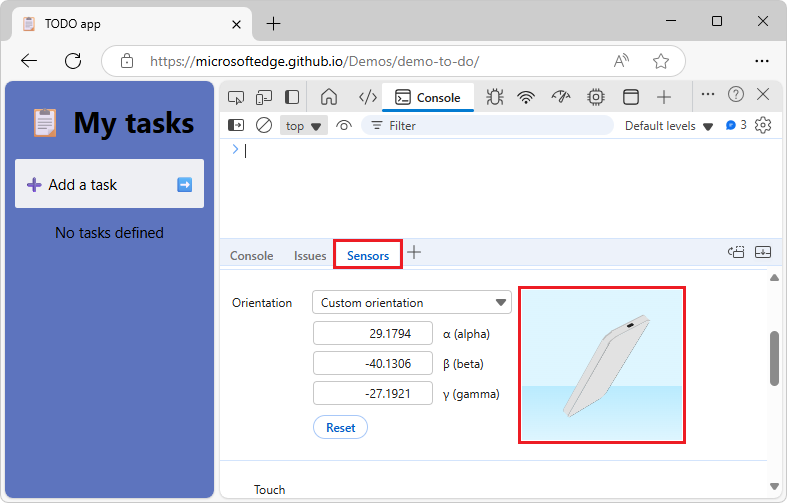 TODO app
https://microsoftedge.github.io/Demos/demo-to-do/
My tasks
Add a task
No tasks defined
Console
top
Filter
Default levels
3
Console
Issues
Sensors
Orientation
Custom orientation
29.1794
α (alpha)
-40.1306
β (beta)
-27.1921
γ (gamma)
Reset
Touch